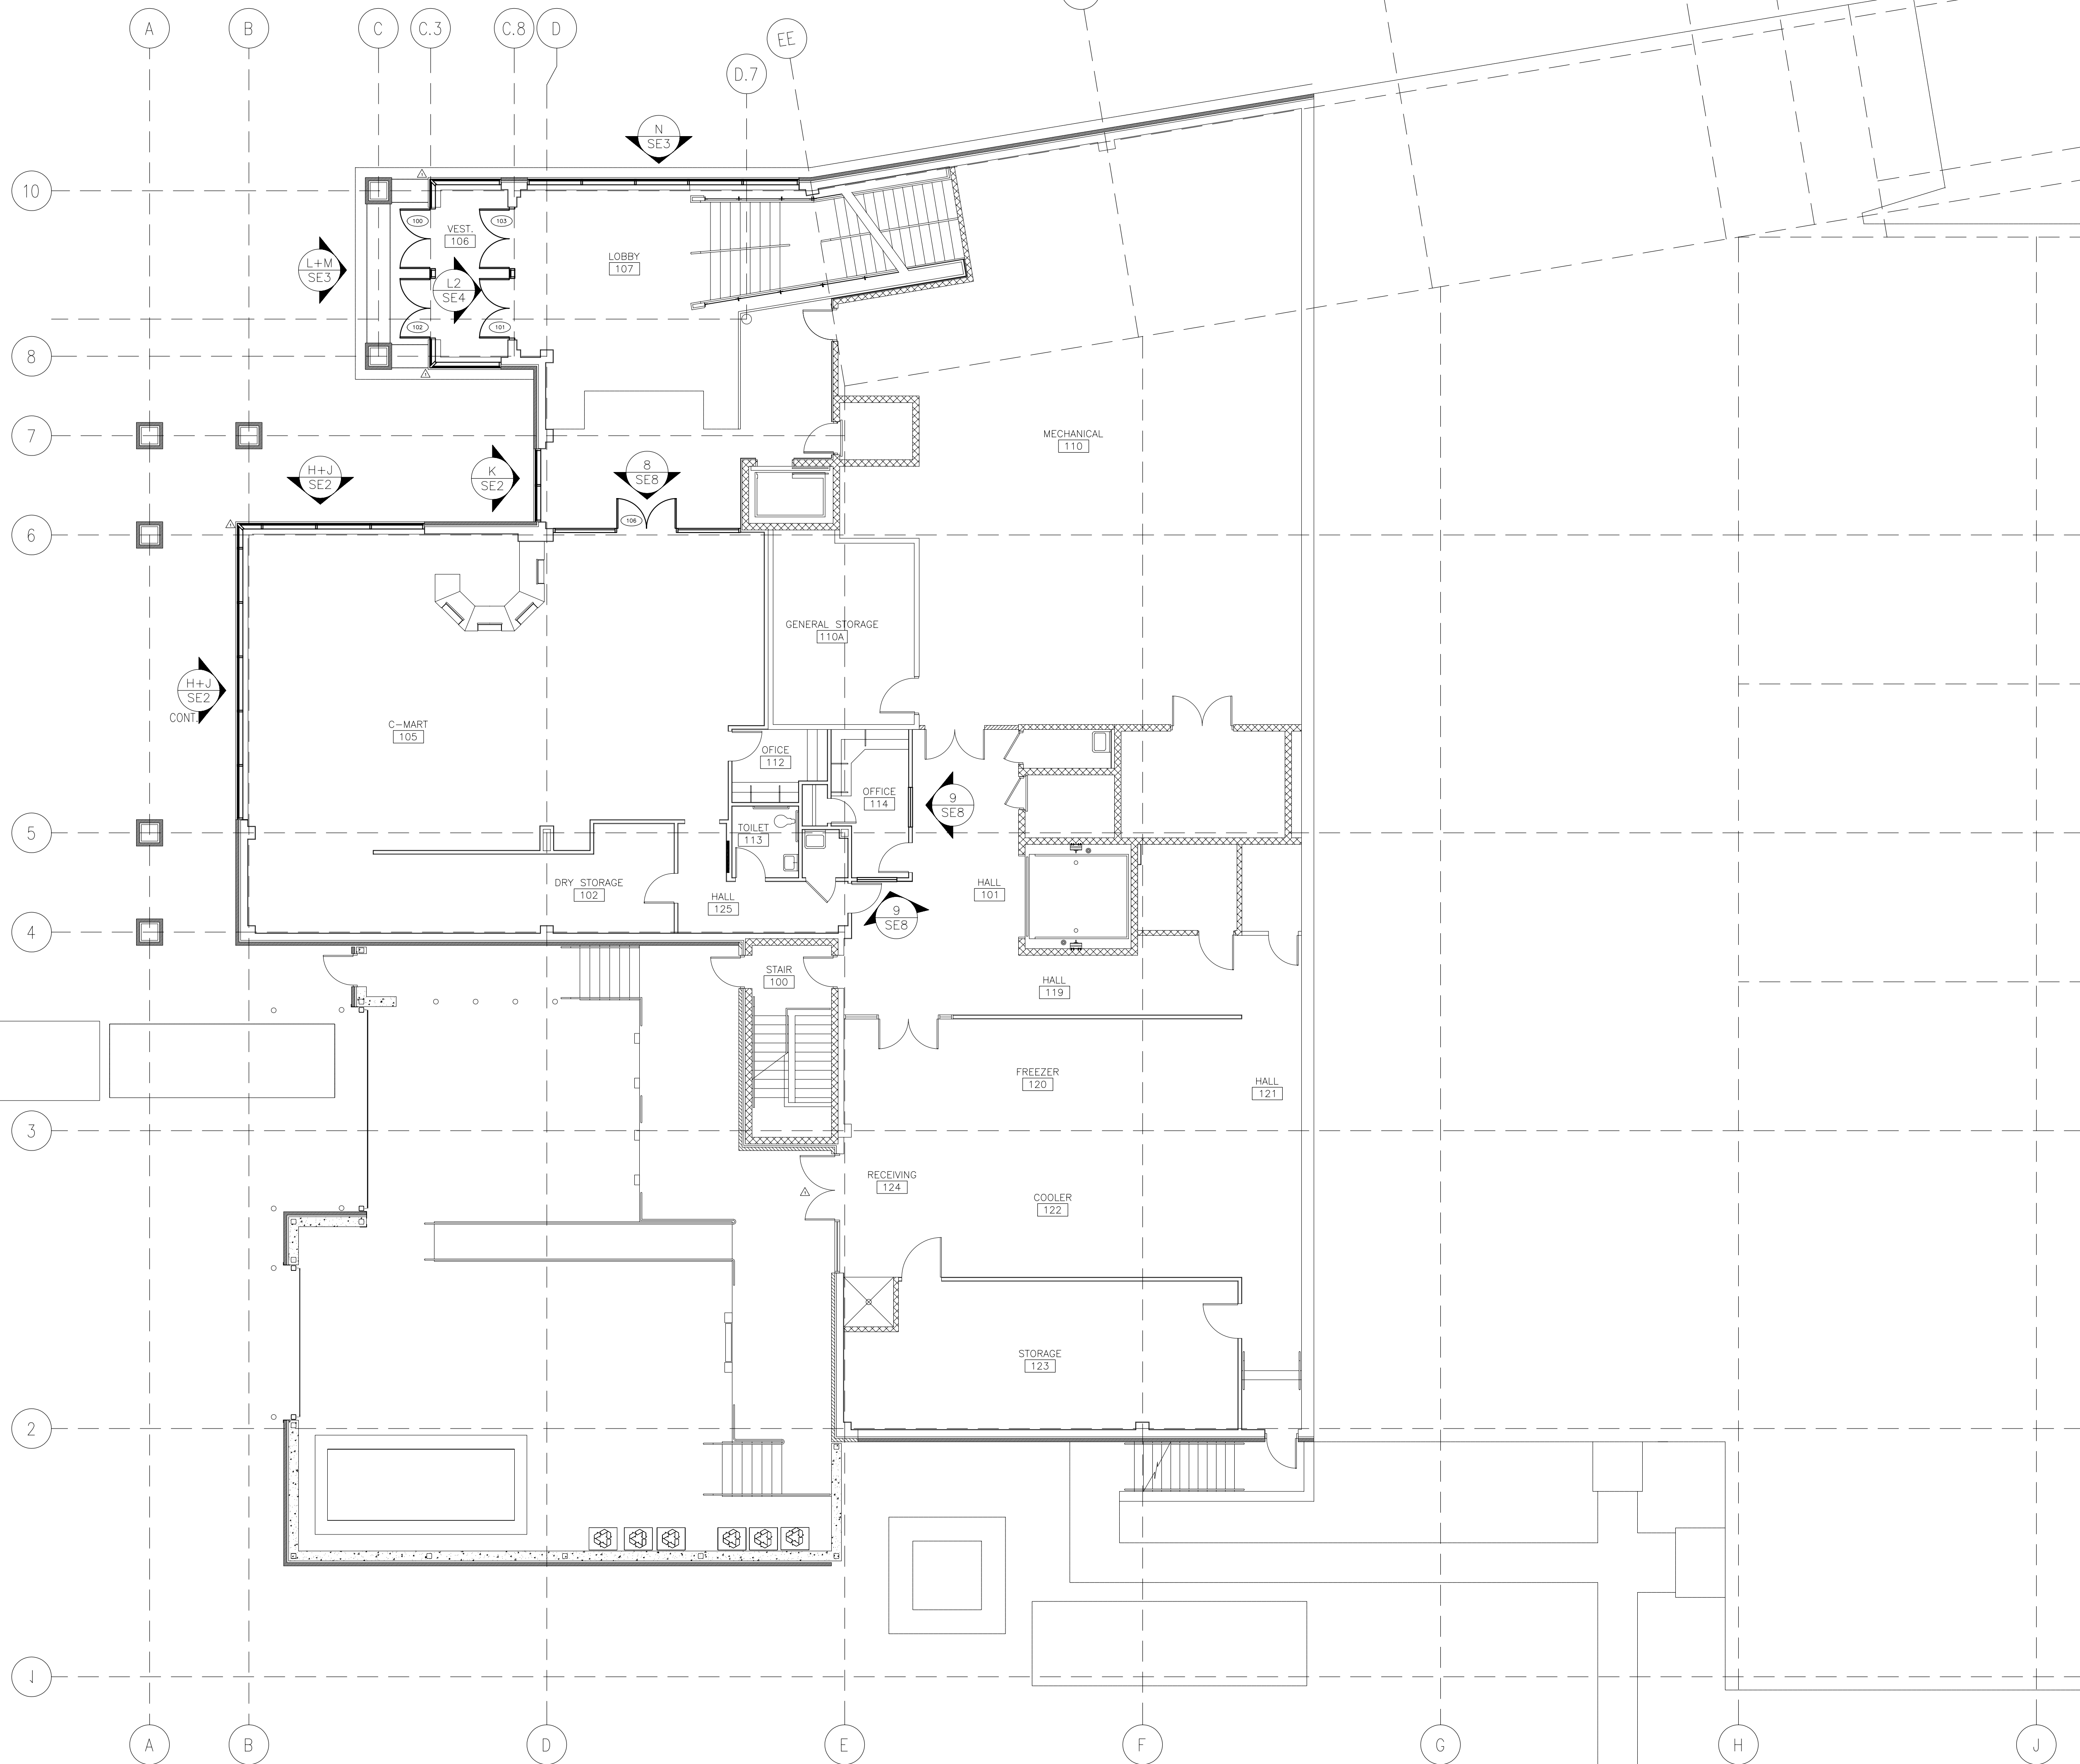 A
B
C
C.3
C.8
D
D.7
EE
N
SE3
10
100
103
VEST.
106
LOBBY
107
L+M
SE3
L2
SE4
102
101
8
7
MECHANICAL
110
H+J
SE2
K
SE2
8
SE8
106
6
GENERAL STORAGE
110A
H+J
SE2
CONT.
C-MART
105
OFICE
112
OFFICE
114
9
SE8
5
TOILET
113
DRY STORAGE
102
HALL
125
HALL
101
9
SE8
4
STAIR
100
HALL
119
FREEZER
120
HALL
121
3
RECEIVING
124
COOLER
122
STORAGE
123
2
1
A
B
D
E
F
G
H
J